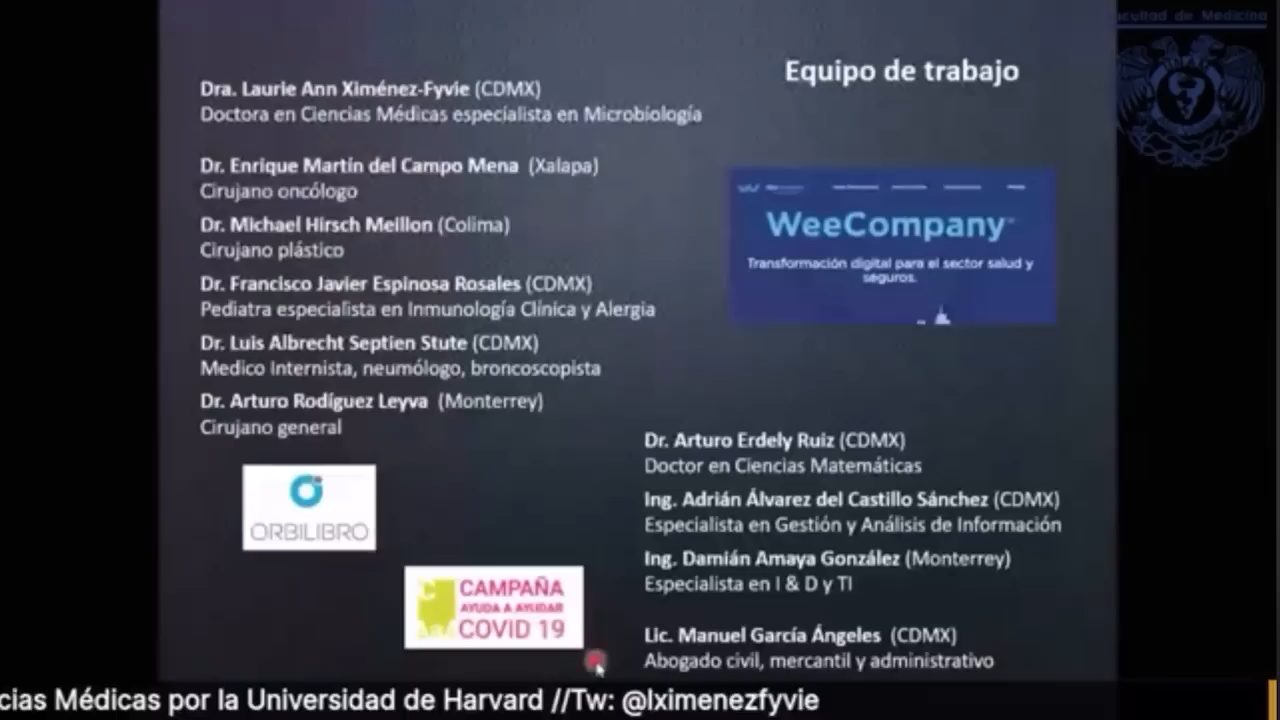 Facultad de Medicina
Equipo de trabajo
Dra. Laurie Ann Ximénez-Fyvie (CDMX)
Doctora en Ciencias Médicas especialista en Microbiología
Dr. Enrique Martín del Campo Mena (Xalapa)
Cirujano oncólogo
Dr. Michael Hirsch Meillon (Colima)
Cirujano plástico
Dr. Francisco Javier Espinosa Rosales (CDMX)
Pediatra especialista en Inmunología Clínica y Alergia
Dr. Luis Albrecht Septien Stute (CDMX)
Medico Internista, neumólogo, broncoscopista
Dr. Arturo Rodíguez Leyva (Monterrey)
Cirujano general
WeeCompany
Transformación digital para el sector salud y
seguros.
ORBILIBRO
CAMPAÑA
AYUDA A AYUDAR
COVID 19
Dr. Arturo Erdely Ruiz (CDMX)
Doctor en Ciencias Matemáticas
Ing. Adrián Álvarez del Castillo Sánchez (CDMX)
Especialista en Gestión y Análisis de Información
Ing. Damián Amaya González (Monterrey)
Especialista en I & D y TI
Lic. Manuel García Ángeles (CDMX)
Abogado civil, mercantil y administrativo
cias Médicas por la Universidad de Harvard //Tw: @lximenezfyvie